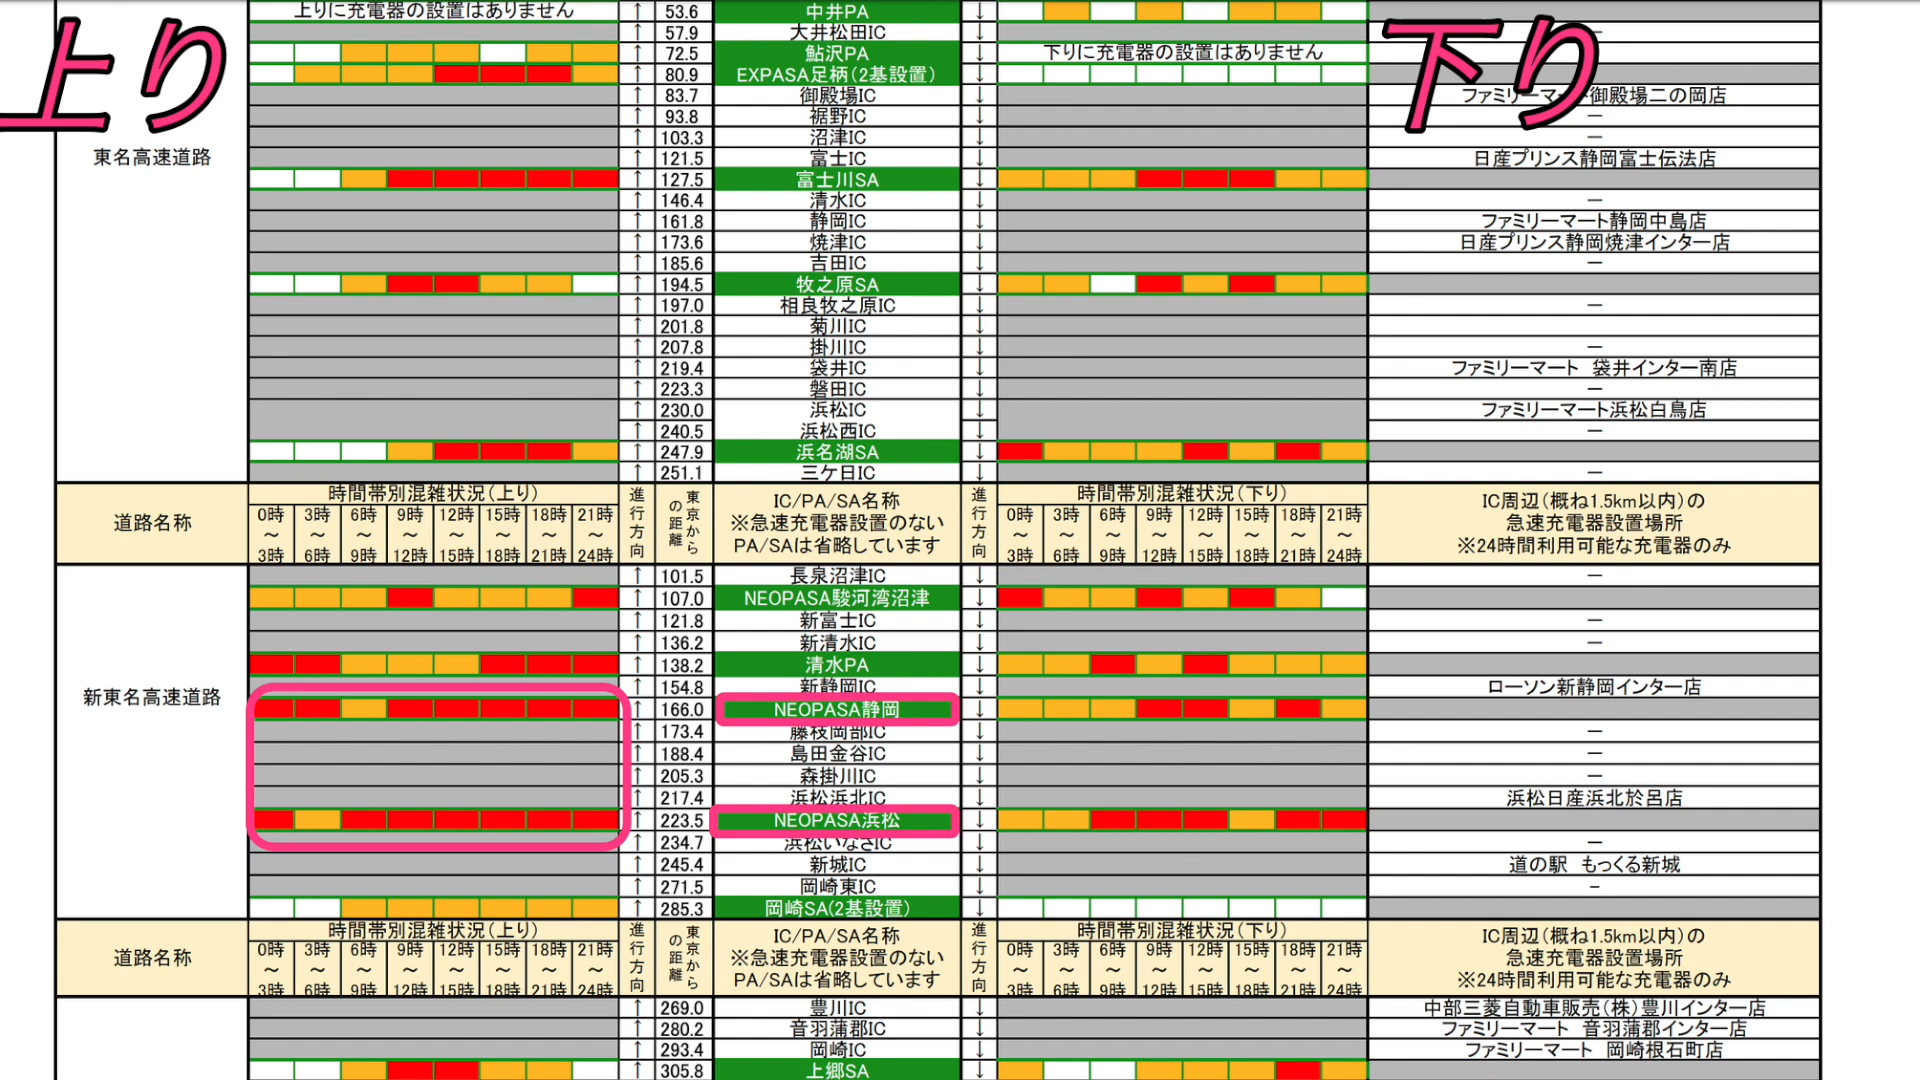 上り
下り
上りに充電器の設置はありません ↑ 53.6 中井PA ↓
↑ 57.9 大井松田IC ↓ —
↑ 72.5 鮎沢PA ↓ 下りに充電器の設置はありません
↑ 80.9 EXPASA足柄(2基設置) ↓
↑ 83.7 御殿場IC ↓ ファミリーマート御殿場二の岡店
↑ 93.8 裾野IC ↓ —
↑ 103.3 沼津IC ↓ —
東名高速道路
↑ 121.5 富士IC ↓ 日産プリンス静岡富士伝法店
↑ 127.5 富士川SA ↓
↑ 146.4 清水IC ↓ —
↑ 161.8 静岡IC ↓ ファミリーマート静岡中島店
↑ 173.6 焼津IC ↓ 日産プリンス静岡焼津インター店
↑ 185.6 吉田IC ↓ —
↑ 194.5 牧之原SA ↓
↑ 197.0 相良牧之原IC ↓ —
↑ 201.8 菊川IC ↓
↑ 207.8 掛川IC ↓ —
↑ 219.4 袋井IC ↓ ファミリーマート 袋井インター南店
↑ 223.3 磐田IC ↓ —
↑ 230.0 浜松IC ↓ ファミリーマート浜松白鳥店
↑ 240.5 浜松西IC ↓ —
↑ 247.9 浜名湖SA ↓
↑ 251.1 三ケ日IC ↓ —
道路名称
時間帯別混雑状況(上り)
0時～3時 3時～6時 6時～9時 9時～12時 12時～15時 15時～18時 18時～21時 21時～24時
進行方向
東京からの距離
IC/PA/SA名称
※急速充電器設置のない
PA/SAは省略しています
進行方向
時間帯別混雑状況(下り)
0時～3時 3時～6時 6時～9時 9時～12時 12時～15時 15時～18時 18時～21時 21時～24時
IC周辺(概ね1.5km以内)の
急速充電器設置場所
※24時間利用可能な充電器のみ
↑ 101.5 長泉沼津IC ↓ —
↑ 107.0 NEOPASA駿河湾沼津 ↓
↑ 121.8 新富士IC ↓ —
↑ 136.2 新清水IC ↓ —
↑ 138.2 清水PA ↓
↑ 154.8 新静岡IC ↓ ローソン新静岡インター店
新東名高速道路
↑ 166.0 NEOPASA静岡 ↓
↑ 173.4 藤枝岡部IC ↓ —
↑ 188.4 島田金谷IC ↓ —
↑ 205.3 森掛川IC ↓ —
↑ 217.4 浜松浜北IC ↓ 浜松日産浜北於呂店
↑ 223.5 NEOPASA浜松 ↓
↑ 234.7 浜松いなさIC ↓ —
↑ 245.4 新城IC ↓ 道の駅 もっくる新城
↑ 271.5 岡崎東IC ↓ -
↑ 285.3 岡崎SA(2基設置) ↓
道路名称
時間帯別混雑状況(上り)
0時～3時 3時～6時 6時～9時 9時～12時 12時～15時 15時～18時 18時～21時 21時～24時
進行方向
東京からの距離
IC/PA/SA名称
※急速充電器設置のない
PA/SAは省略しています
進行方向
時間帯別混雑状況(下り)
0時～3時 3時～6時 6時～9時 9時～12時 12時～15時 15時～18時 18時～21時 21時～24時
IC周辺(概ね1.5km以内)の
急速充電器設置場所
※24時間利用可能な充電器のみ
↑ 269.0 豊川IC ↓ 中部三菱自動車販売(株)豊川インター店
↑ 280.2 音羽蒲郡IC ↓ ファミリーマート 音羽蒲郡インター店
↑ 293.4 岡崎IC ↓ ファミリーマート 岡崎根石町店
↑ 305.8 上郷SA ↓